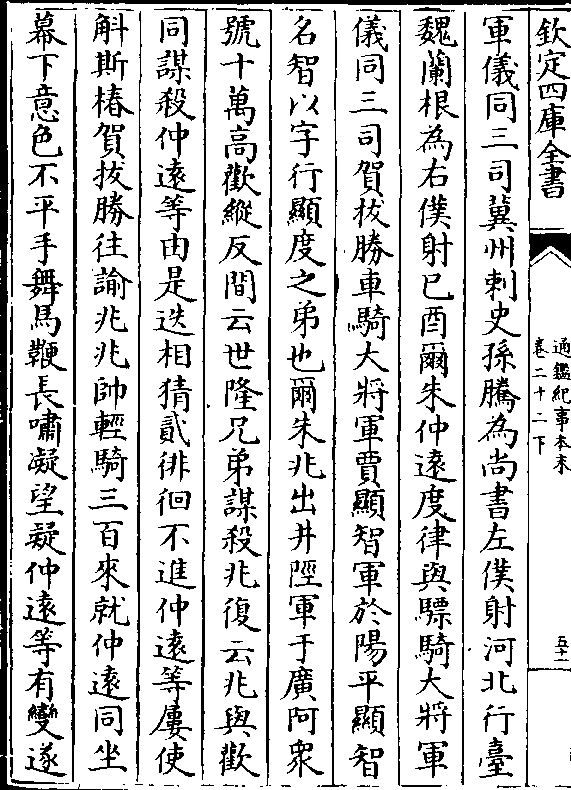 欽定四庫全書
通鑑紀事本末
卷二十二下
五十一
軍儀同三司冀州刺史孫騰為尚書左僕射河北行臺
魏蘭根為右僕射已酉爾朱仲遠度律與驃騎大將軍
儀同三司賀拔勝車騎大將軍賈顯智軍於陽平顯智
名智以字行顯度之弟也爾朱兆出井陘軍于廣阿衆
號十萬高歡縱反間云世隆兄弟謀殺兆復云兆與歡
同謀殺仲遠等由是迭相猜貳徘徊不進仲遠等屢使
斛斯椿賀拔勝往諭兆兆帥輕騎三百來就仲遠同坐
幕下意色不平手舞馬鞭長嘯凝望疑仲遠等有變遂